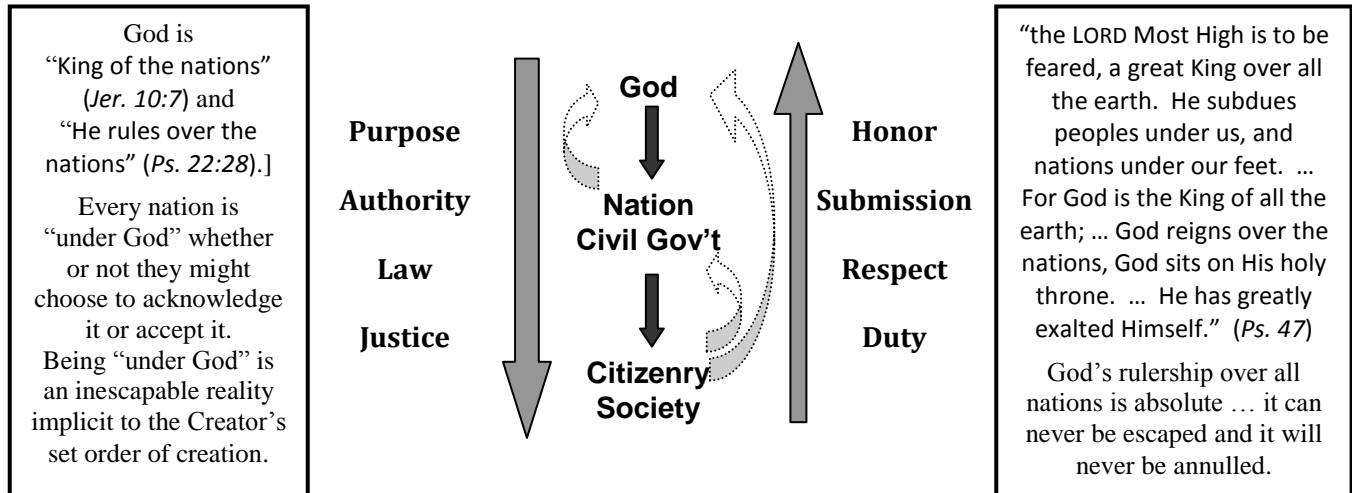 God is
“King of the nations”
(Jer. 10:7) and
“He rules over the
nations” (Ps. 22:28).]
Every nation is
“under God” whether
or not they might
choose to acknowledge
it or accept it.
Being “under God” is
an inescapable reality
implicit to the Creator’s
set order of creation.
Purpose
Authority
Law
Justice
God
Nation
Civil Gov't
Citizenry
Society
Honor
Submission
Respect
Duty
“the LORD Most High is to be
feared, a great King over all
the earth. He subdues
peoples under us, and
nations under our feet. …
For God is the King of all the
earth; … God reigns over the
nations, God sits on His holy
throne. … He has greatly
exalted Himself.” (Ps. 47)
God’s rulership over all
nations is absolute … it can
never be escaped and it will
never be annulled.